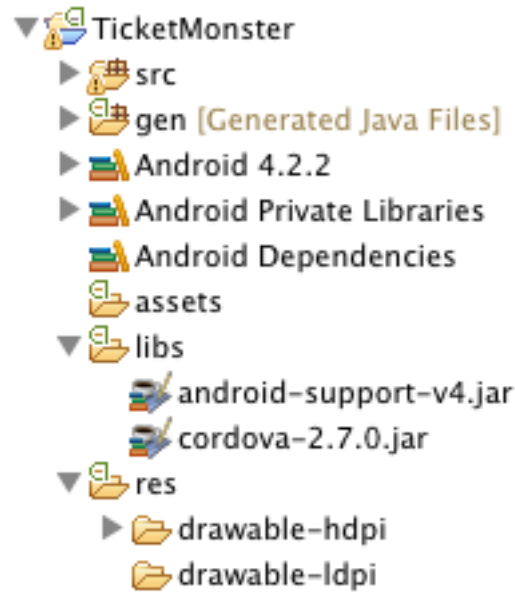 TicketMonster
src
gen [Generated Java Files]
Android 4.2.2
Android Private Libraries
Android Dependencies
assets
libs
android-support-v4.jar
cordova-2.7.0.jar
res
drawable-hdpi
drawable-ldpi